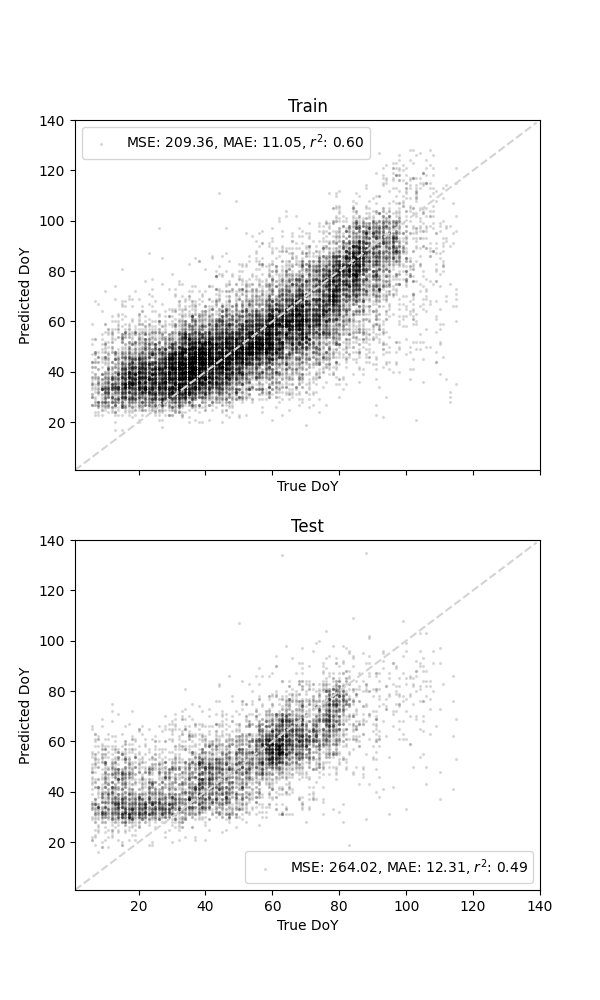 Train
MSE: 209.36, MAE: 11.05, r²: 0.60
140
120
100
80
60
40
20
Predicted DoY
True DoY
Test
140
120
100
80
60
40
20
Predicted DoY
MSE: 264.02, MAE: 12.31, r²: 0.49
20 40 60 80 100 120 140
True DoY